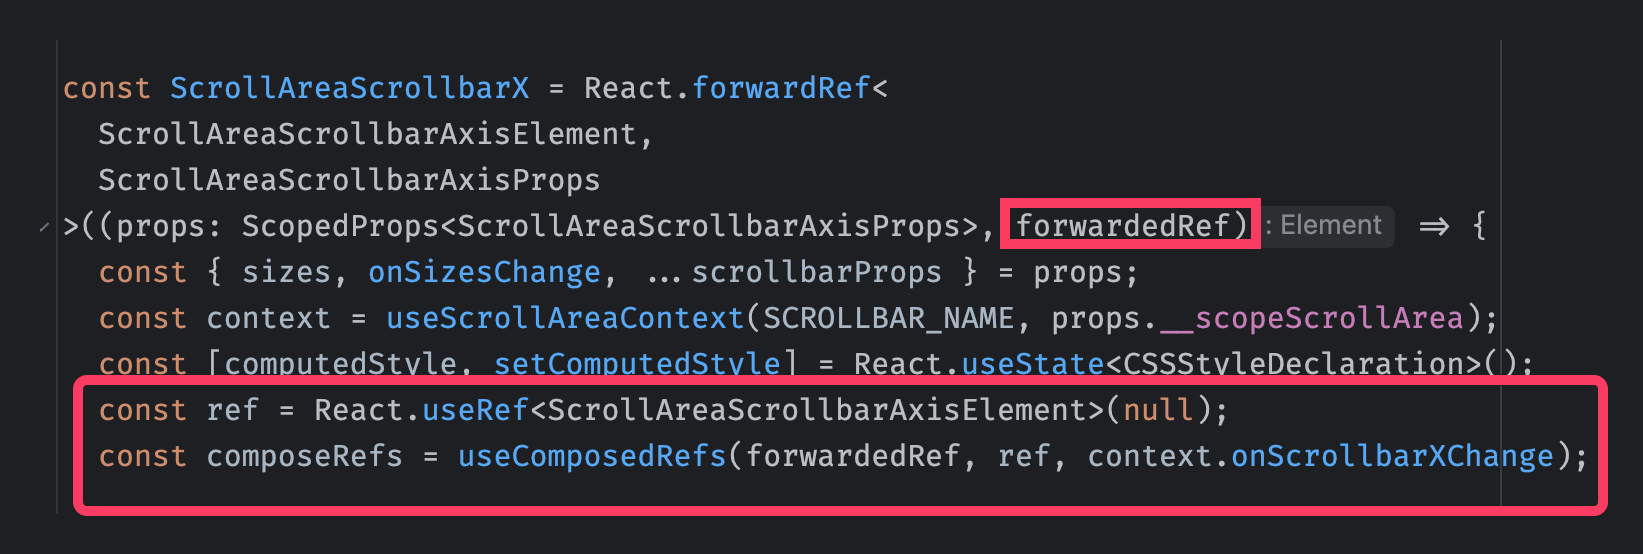 const ScrollAreaScrollbarX = React.forwardRef<
ScrollAreaScrollbarAxisElement,
ScrollAreaScrollbarAxisProps
>((props: ScopedProps<ScrollAreaScrollbarAxisProps>, forwardedRef) : Element => {
const { sizes, onSizesChange, ...scrollbarProps } = props;
const context = useScrollAreaContext(SCROLLBAR_NAME, props.__scopeScrollArea);
const [computedStyle, setComputedStyle] = React.useState<CSSStyleDeclaration>();
const ref = React.useRef<ScrollAreaScrollbarAxisElement>(null);
const composeRefs = useComposedRefs(forwardedRef, ref, context.onScrollbarXChange);